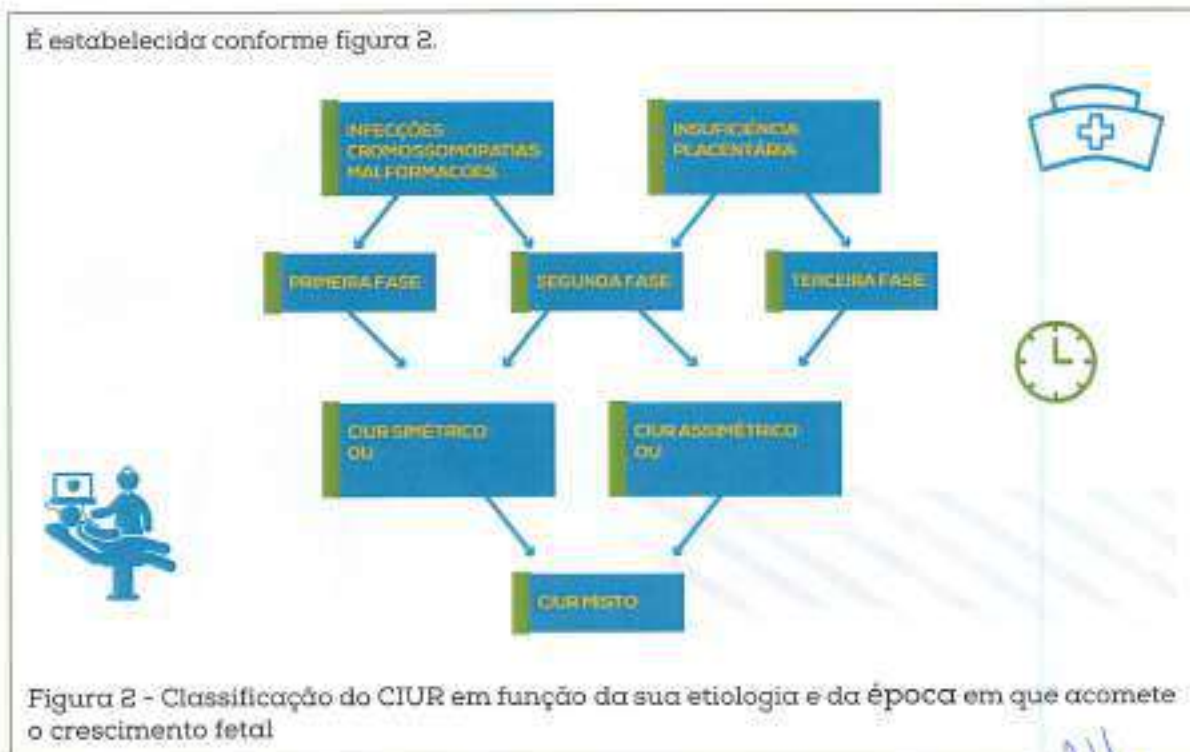 É estabelecida conforme figura 2.
INFECÇÕES
CROMOSSOMOPATIAS
MALFORMAÇÕES
INSUFICIÊNCIA
PLACENTÁRIA
PRIMEIRA FASE
SEGUNDA FASE
TERCEIRA FASE
CIUR SIMÉTRICO
OU
CIUR ASSIMÉTRICO
OU
CIUR MISTO
Figura 2 - Classificação do CIUR em função da sua etiologia e da época em que acomete
o crescimento fetal